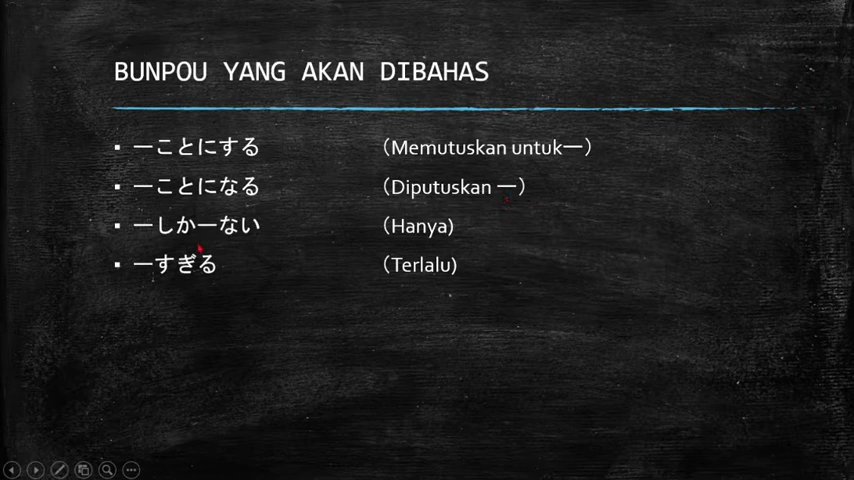 BUNPOU YANG AKAN DIBAHAS
▪ ーことにする （Memutuskan untukー）
▪ ーことになる （Diputuskan ー）
▪ ーしかーない （Hanya)
▪ ーすぎる （Terlalu)